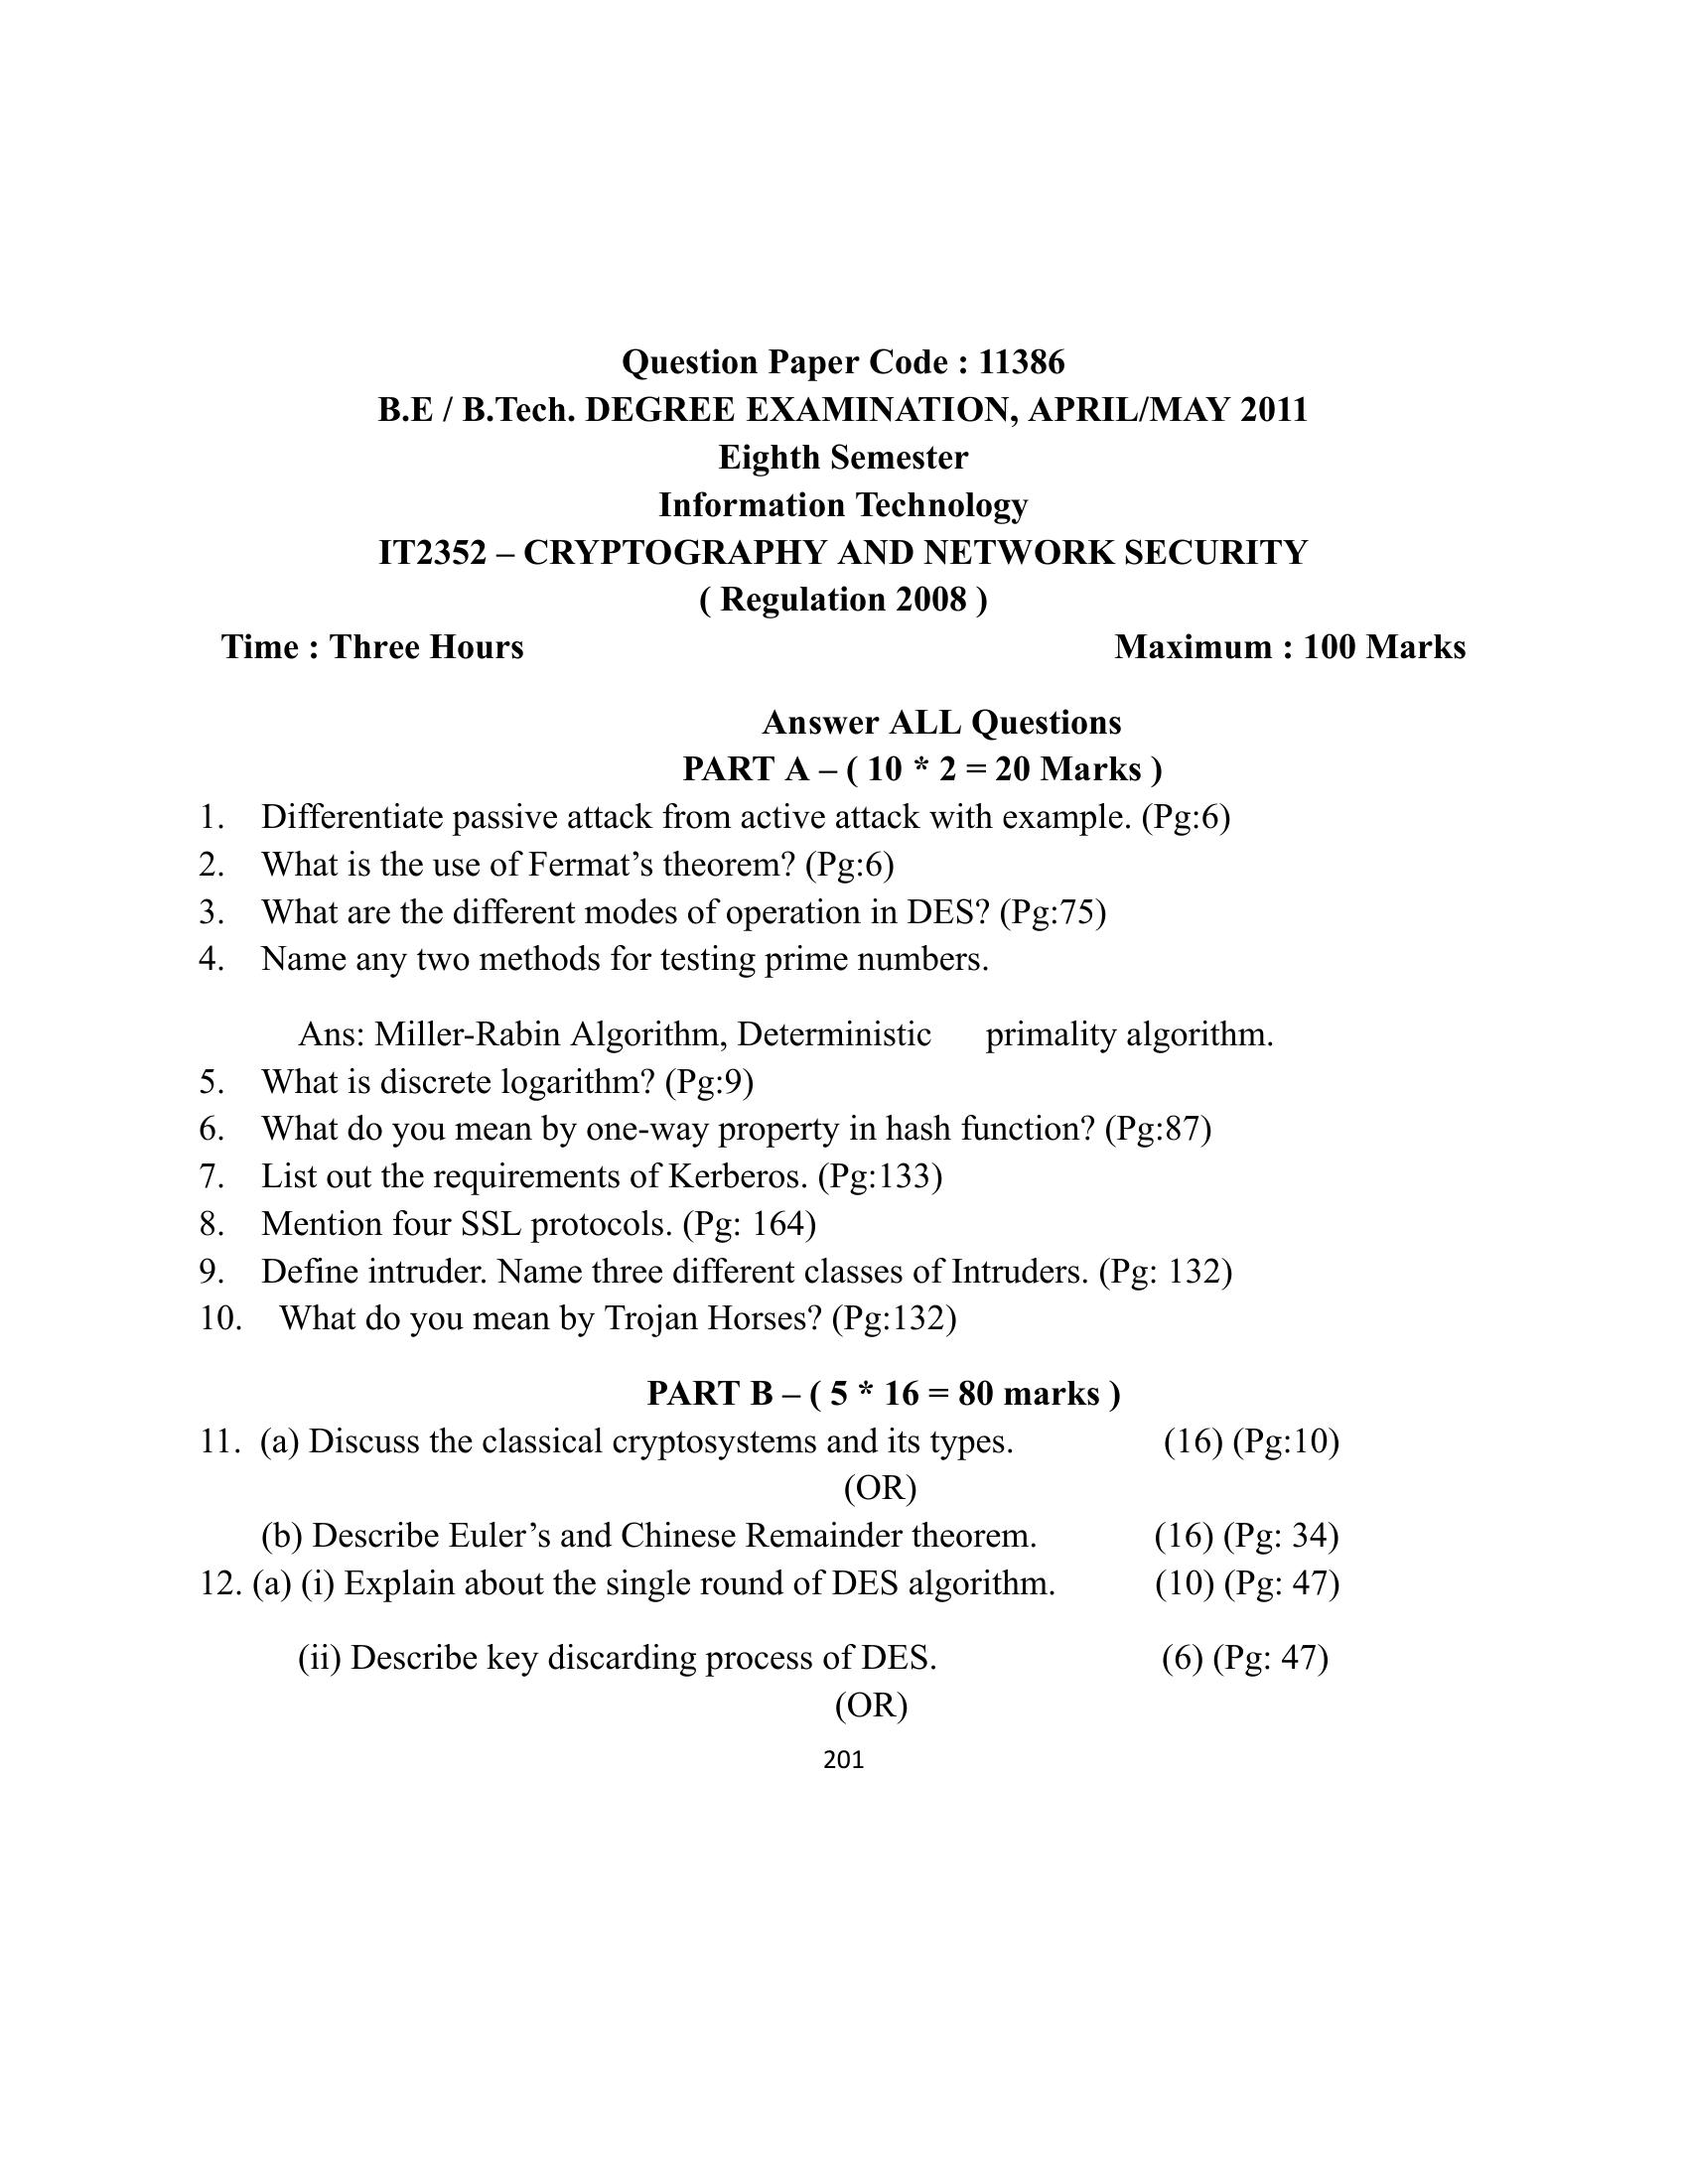 Question Paper Code : 11386
B.E / B.Tech. DEGREE EXAMINATION, APRIL/MAY 2011
Eighth Semester
Information Technology
IT2352 – CRYPTOGRAPHY AND NETWORK SECURITY
( Regulation 2008 )
Time : Three Hours Maximum : 100 Marks
Answer ALL Questions
PART A – ( 10 * 2 = 20 Marks )
1. Differentiate passive attack from active attack with example. (Pg:6)
2. What is the use of Fermat’s theorem? (Pg:6)
3. What are the different modes of operation in DES? (Pg:75)
4. Name any two methods for testing prime numbers.
Ans: Miller-Rabin Algorithm, Deterministic primality algorithm.
5. What is discrete logarithm? (Pg:9)
6. What do you mean by one-way property in hash function? (Pg:87)
7. List out the requirements of Kerberos. (Pg:133)
8. Mention four SSL protocols. (Pg: 164)
9. Define intruder. Name three different classes of Intruders. (Pg: 132)
10. What do you mean by Trojan Horses? (Pg:132)
PART B – ( 5 * 16 = 80 marks )
11. (a) Discuss the classical cryptosystems and its types. (16) (Pg:10)
(OR)
(b) Describe Euler’s and Chinese Remainder theorem. (16) (Pg: 34)
12. (a) (i) Explain about the single round of DES algorithm. (10) (Pg: 47)
(ii) Describe key discarding process of DES. (6) (Pg: 47)
(OR)
201